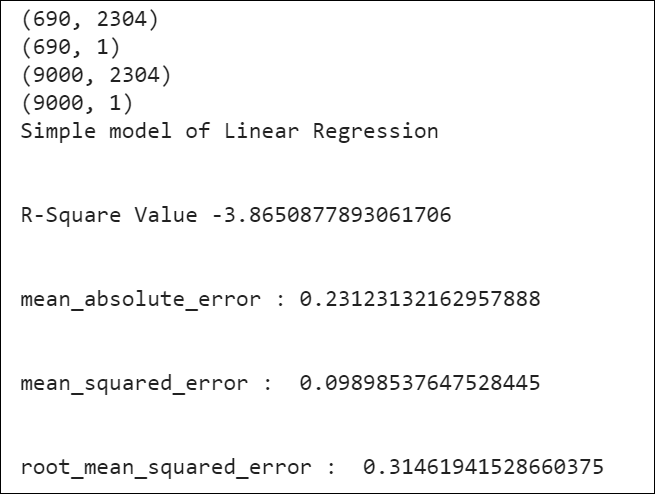 (690, 2304)
(690, 1)
(9000, 2304)
(9000, 1)
Simple model of Linear Regression
R-Square Value -3.8650877893061706
mean_absolute_error : 0.23123132162957888
mean_squared_error :  0.09898537647528445
root_mean_squared_error :  0.31461941528660375